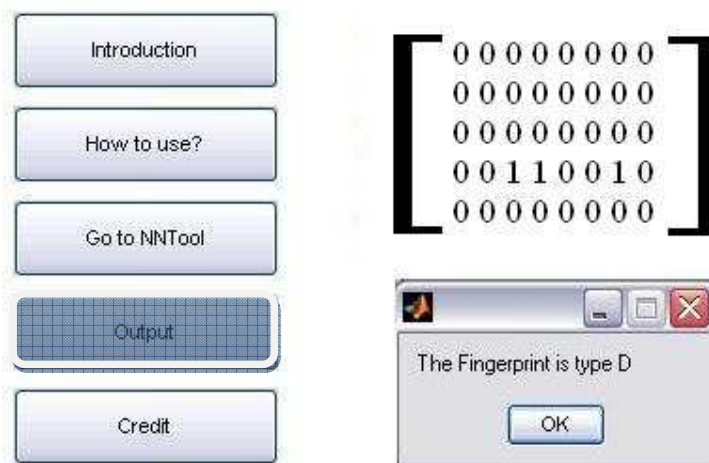 Introduction
How to use?
Go to NNTool
Output
Credit
0 0 0 0 0 0 0 0
0 0 0 0 0 0 0 0
0 0 0 0 0 0 0 0
0 0 1 1 0 0 1 0
0 0 0 0 0 0 0 0
The Fingerprint is type D
OK